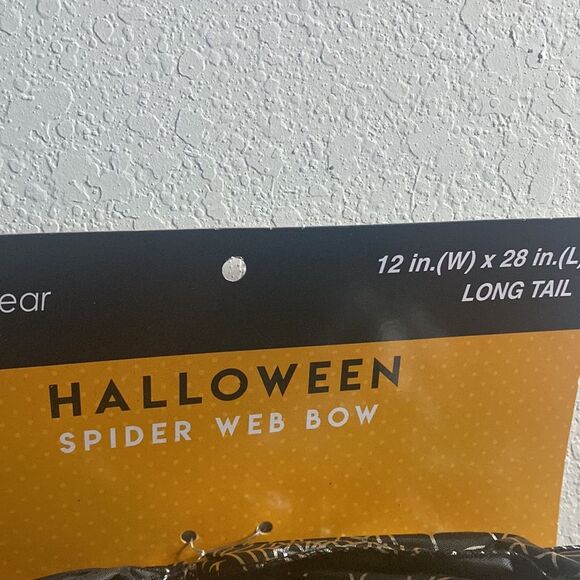 ear
12 in.(W) x 28 in.(L
LONG TAIL
HALLOWEEN
SPIDER WEB BOW